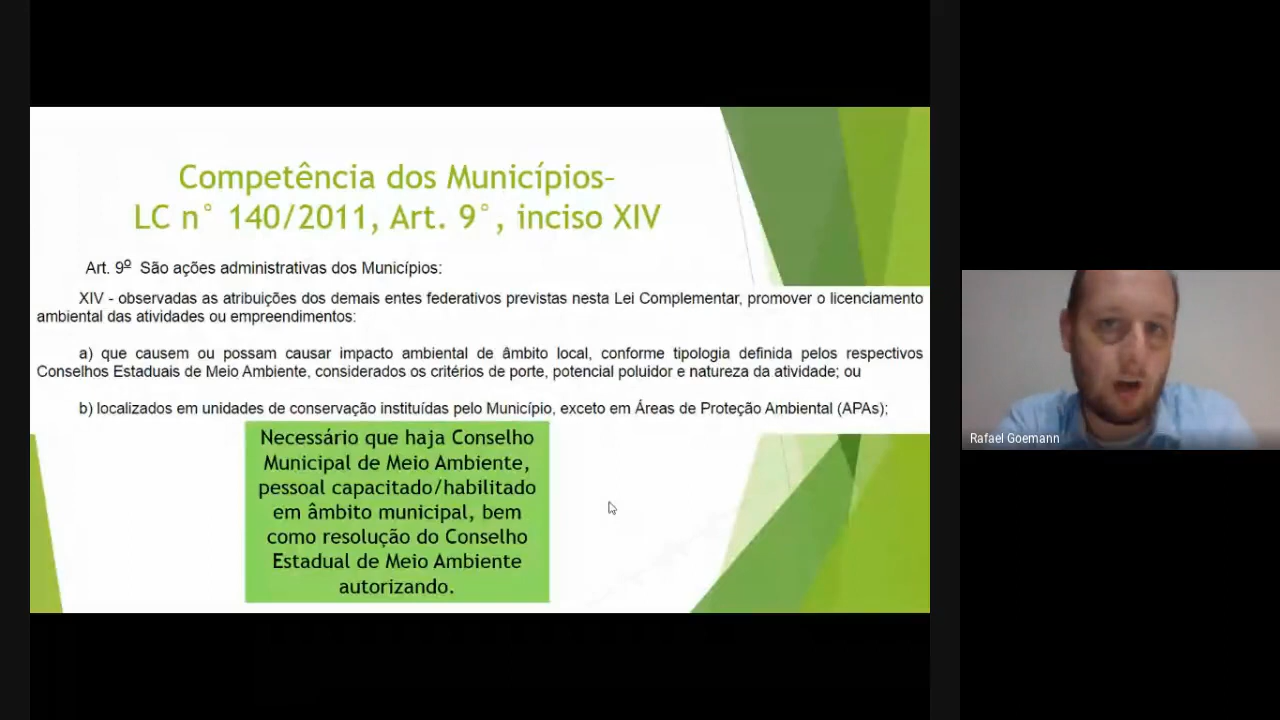 Competência dos Municípios–
LC n° 140/2011, Art. 9°, inciso XIV
Art. 9º São ações administrativas dos Municípios:
XIV - observadas as atribuições dos demais entes federativos previstas nesta Lei Complementar, promover o licenciamento
ambiental das atividades ou empreendimentos:
a) que causem ou possam causar impacto ambiental de âmbito local, conforme tipologia definida pelos respectivos
Conselhos Estaduais de Meio Ambiente, considerados os critérios de porte, potencial poluidor e natureza da atividade; ou
b) localizados em unidades de conservação instituídas pelo Município, exceto em Áreas de Proteção Ambiental (APAs);
Necessário que haja Conselho
Municipal de Meio Ambiente,
pessoal capacitado/habilitado
em âmbito municipal, bem
como resolução do Conselho
Estadual de Meio Ambiente
autorizando.
Rafael Goemann